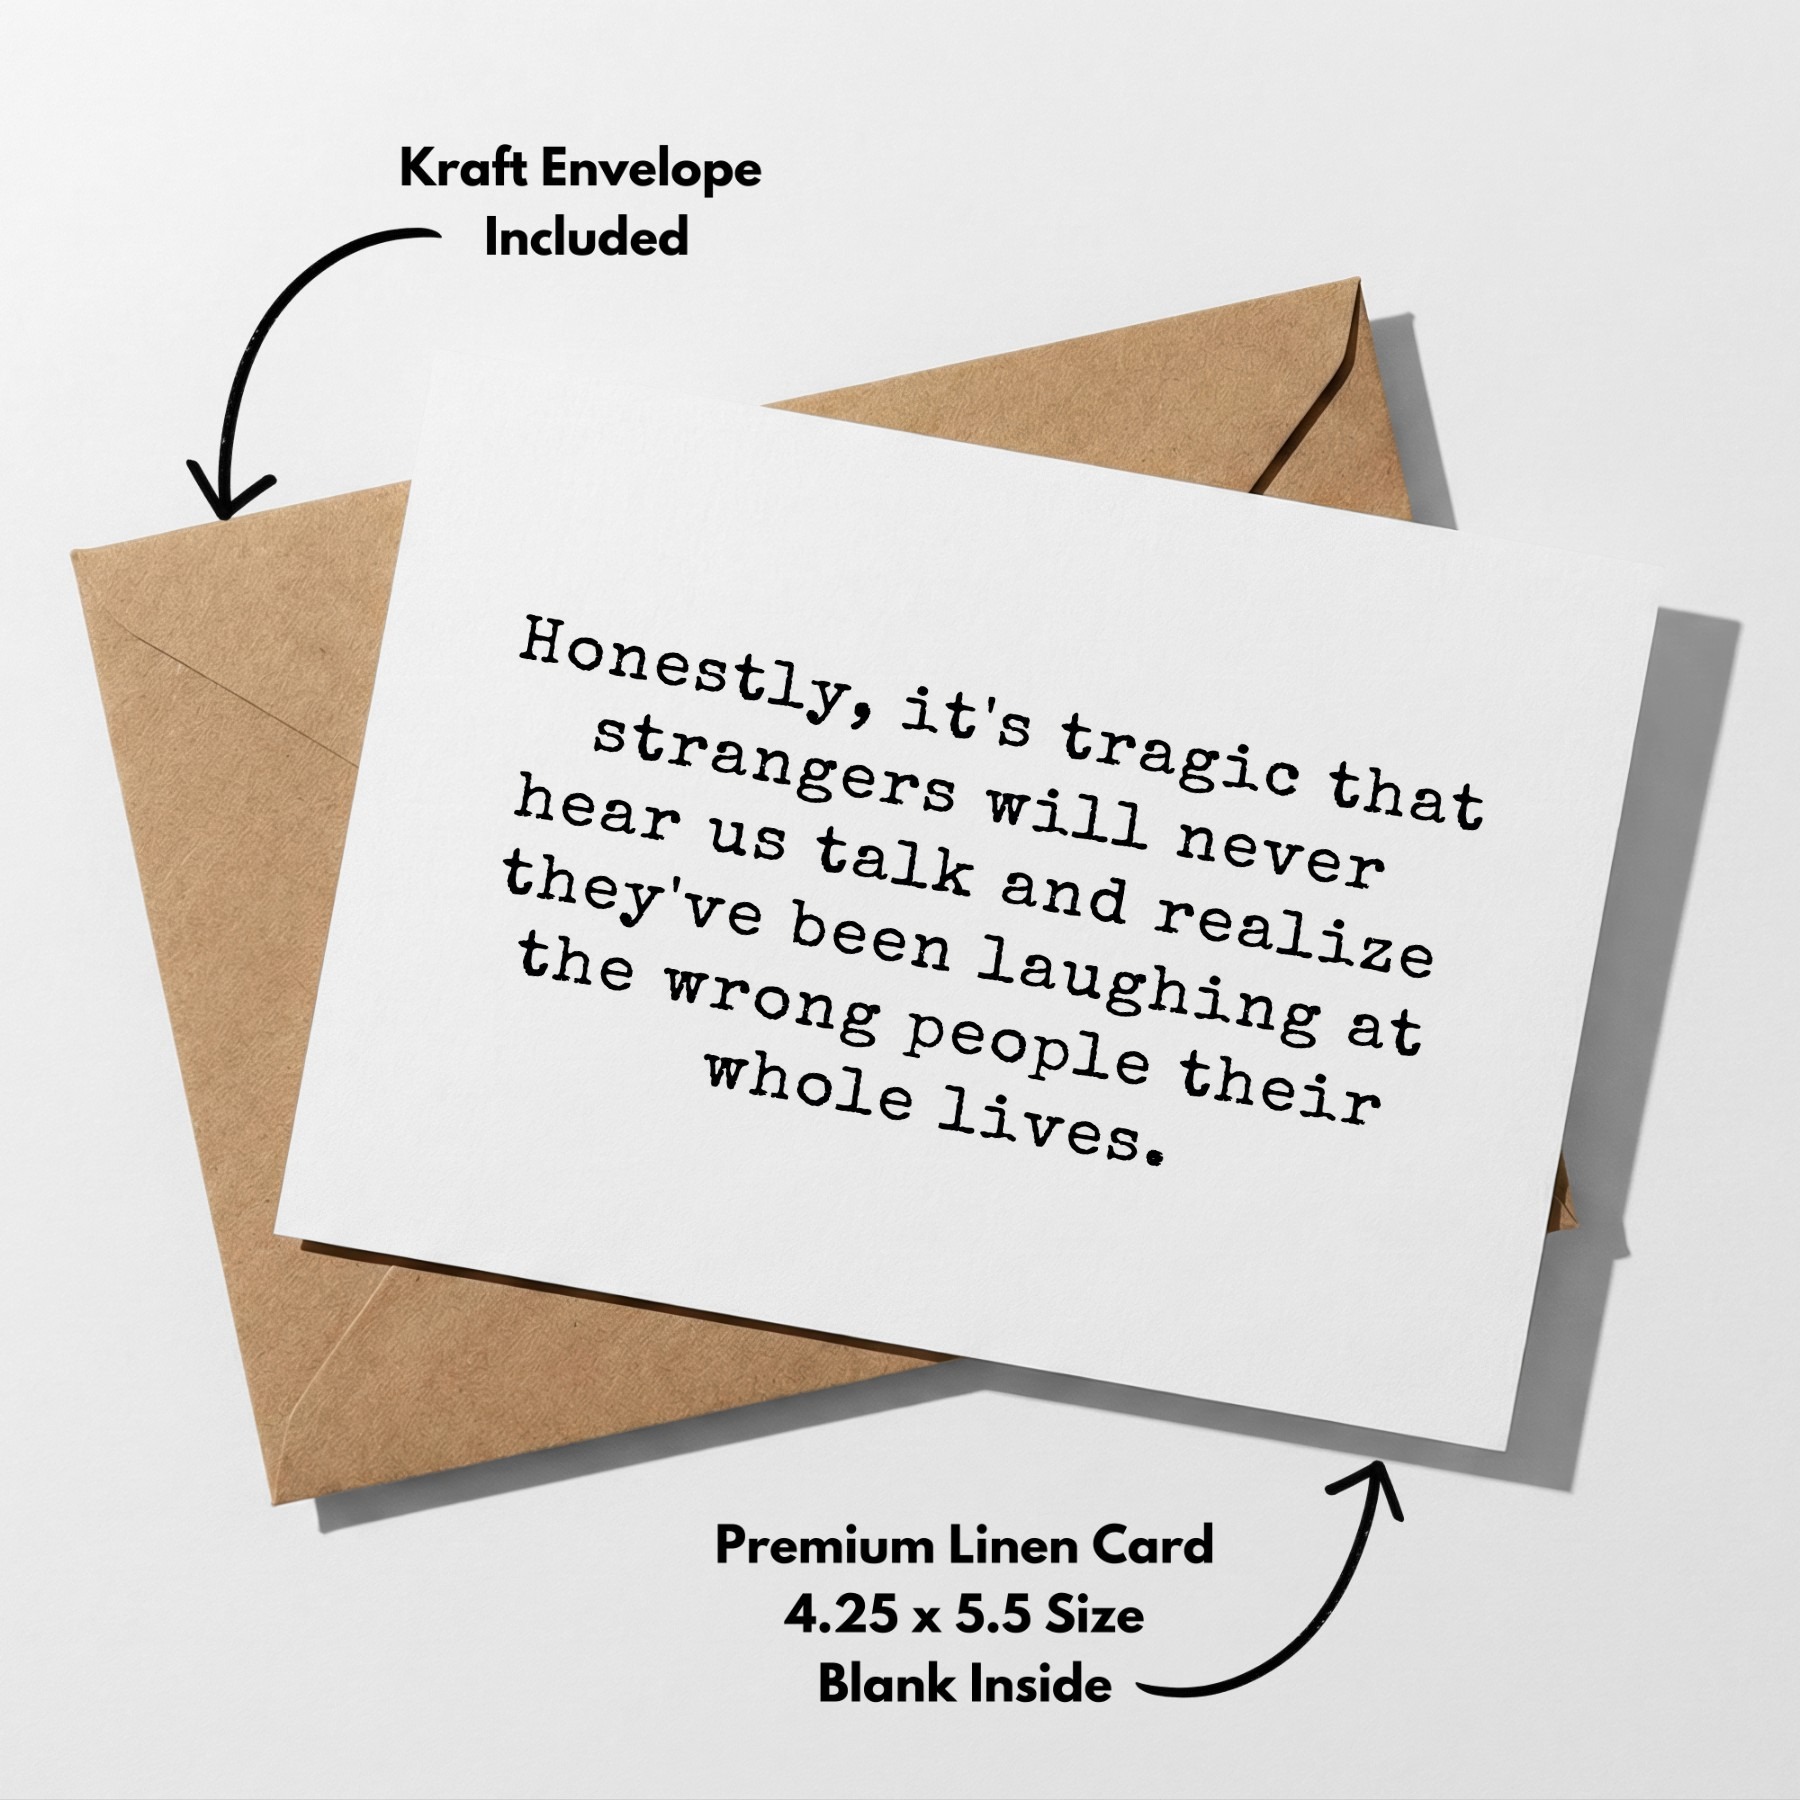 Kraft Envelope
Included
Honestly, it's tragic that
strangers will never
hear us talk and realize
they've been laughing at
the wrong people their
whole lives.
Premium Linen Card
4.25 x 5.5 Size
Blank Inside